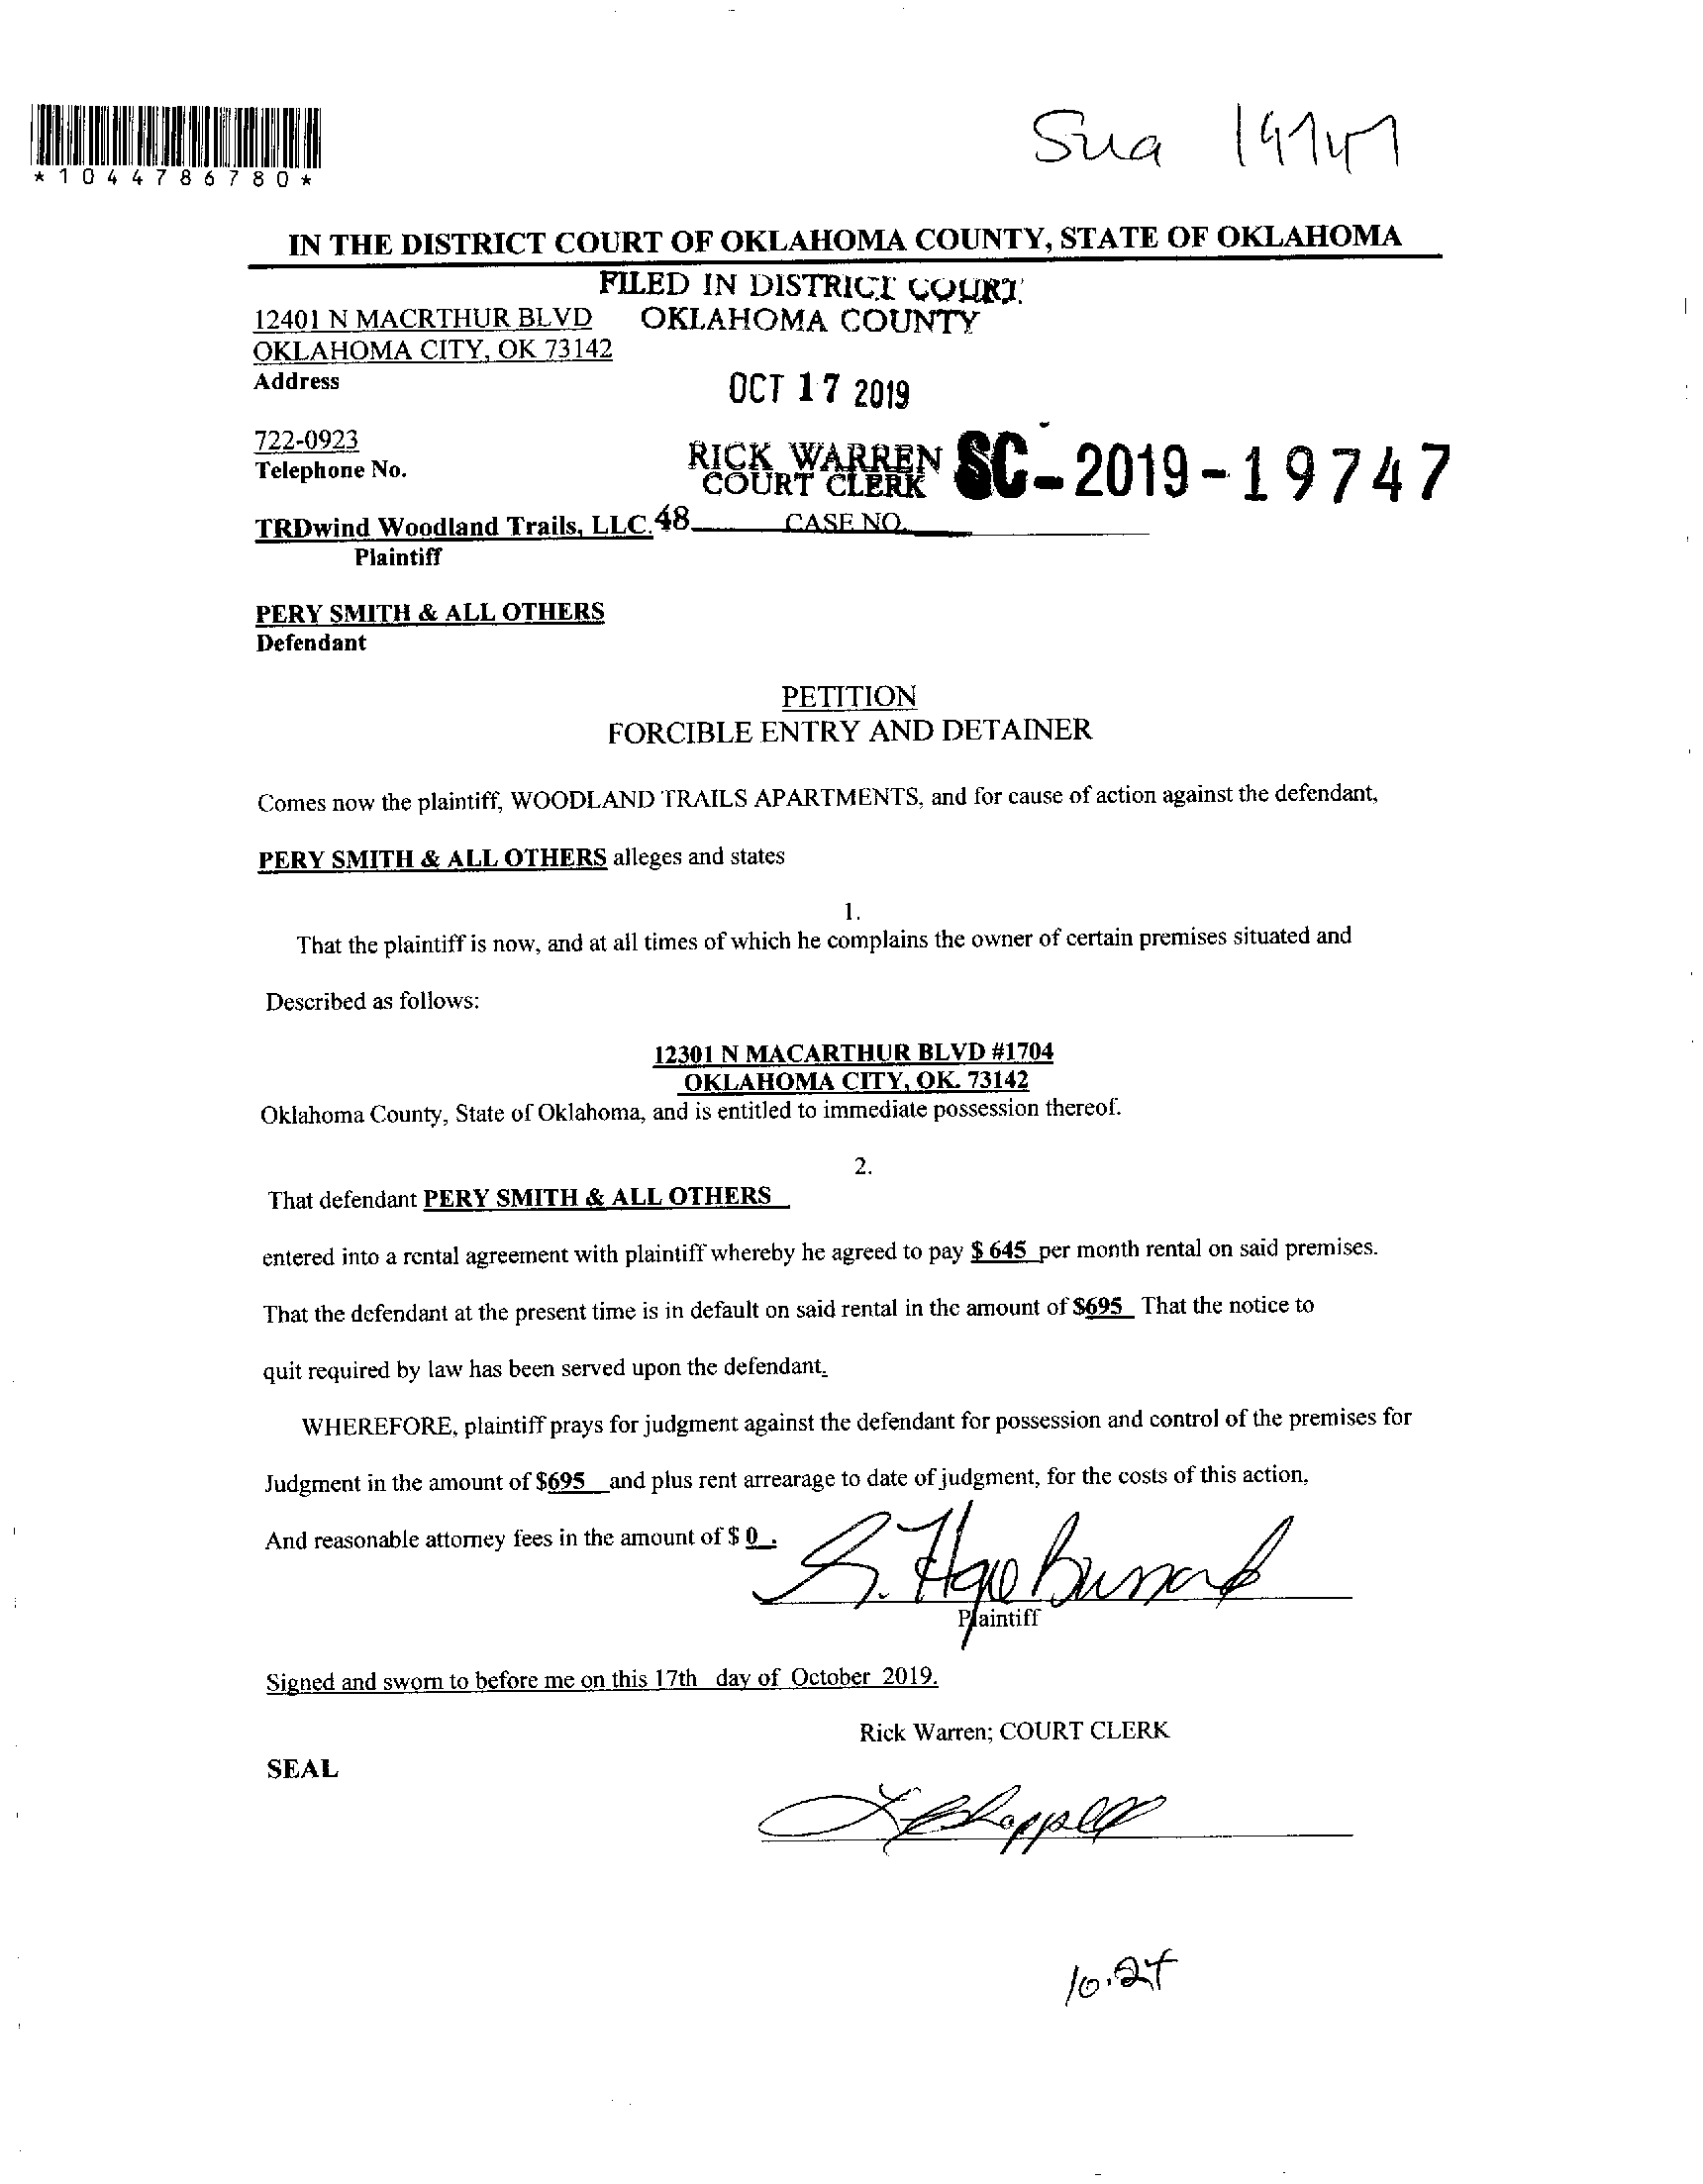 *1044786780*
IN THE DISTRICT COURT OF OKLAHOMA COUNTY, STATE OF OKLAHOMA
FILED IN DISTRICT COURT
12401 N MACRTHUR BLVD OKLAHOMA COUNTY
OKLAHOMA CITY, OK 73142
Address
OCT 17 2019
722-0923
Telephone No.
RICK WARREN
COURT CLERK
SC-2019-19747
TRDwind Woodland Trails, LLC. 48 CASE NO.
Plaintiff
PERY SMITH & ALL OTHERS
Defendant
PETITION
FORCIBLE ENTRY AND DETAINER
Comes now the plaintiff, WOODLAND TRAILS APARTMENTS, and for cause of action against the defendant,
PERY SMITH & ALL OTHERS alleges and states
1.
That the plaintiff is now, and at all times of which he complains the owner of certain premises situated and
Described as follows:
12301 N MACARTHUR BLVD #1704
OKLAHOMA CITY, OK. 73142
Oklahoma County, State of Oklahoma, and is entitled to immediate possession thereof.
2.
That defendant PERY SMITH & ALL OTHERS
entered into a rental agreement with plaintiff whereby he agreed to pay $ 645 per month rental on said premises.
That the defendant at the present time is in default on said rental in the amount of $695 That the notice to
quit required by law has been served upon the defendant.
WHEREFORE, plaintiff prays for judgment against the defendant for possession and control of the premises for
Judgment in the amount of $695 and plus rent arrearage to date of judgment, for the costs of this action,
And reasonable attorney fees in the amount of $ 0 .
Plaintiff
Signed and sworn to before me on this 17th day of October 2019.
Rick Warren; COURT CLERK
SEAL
10.24